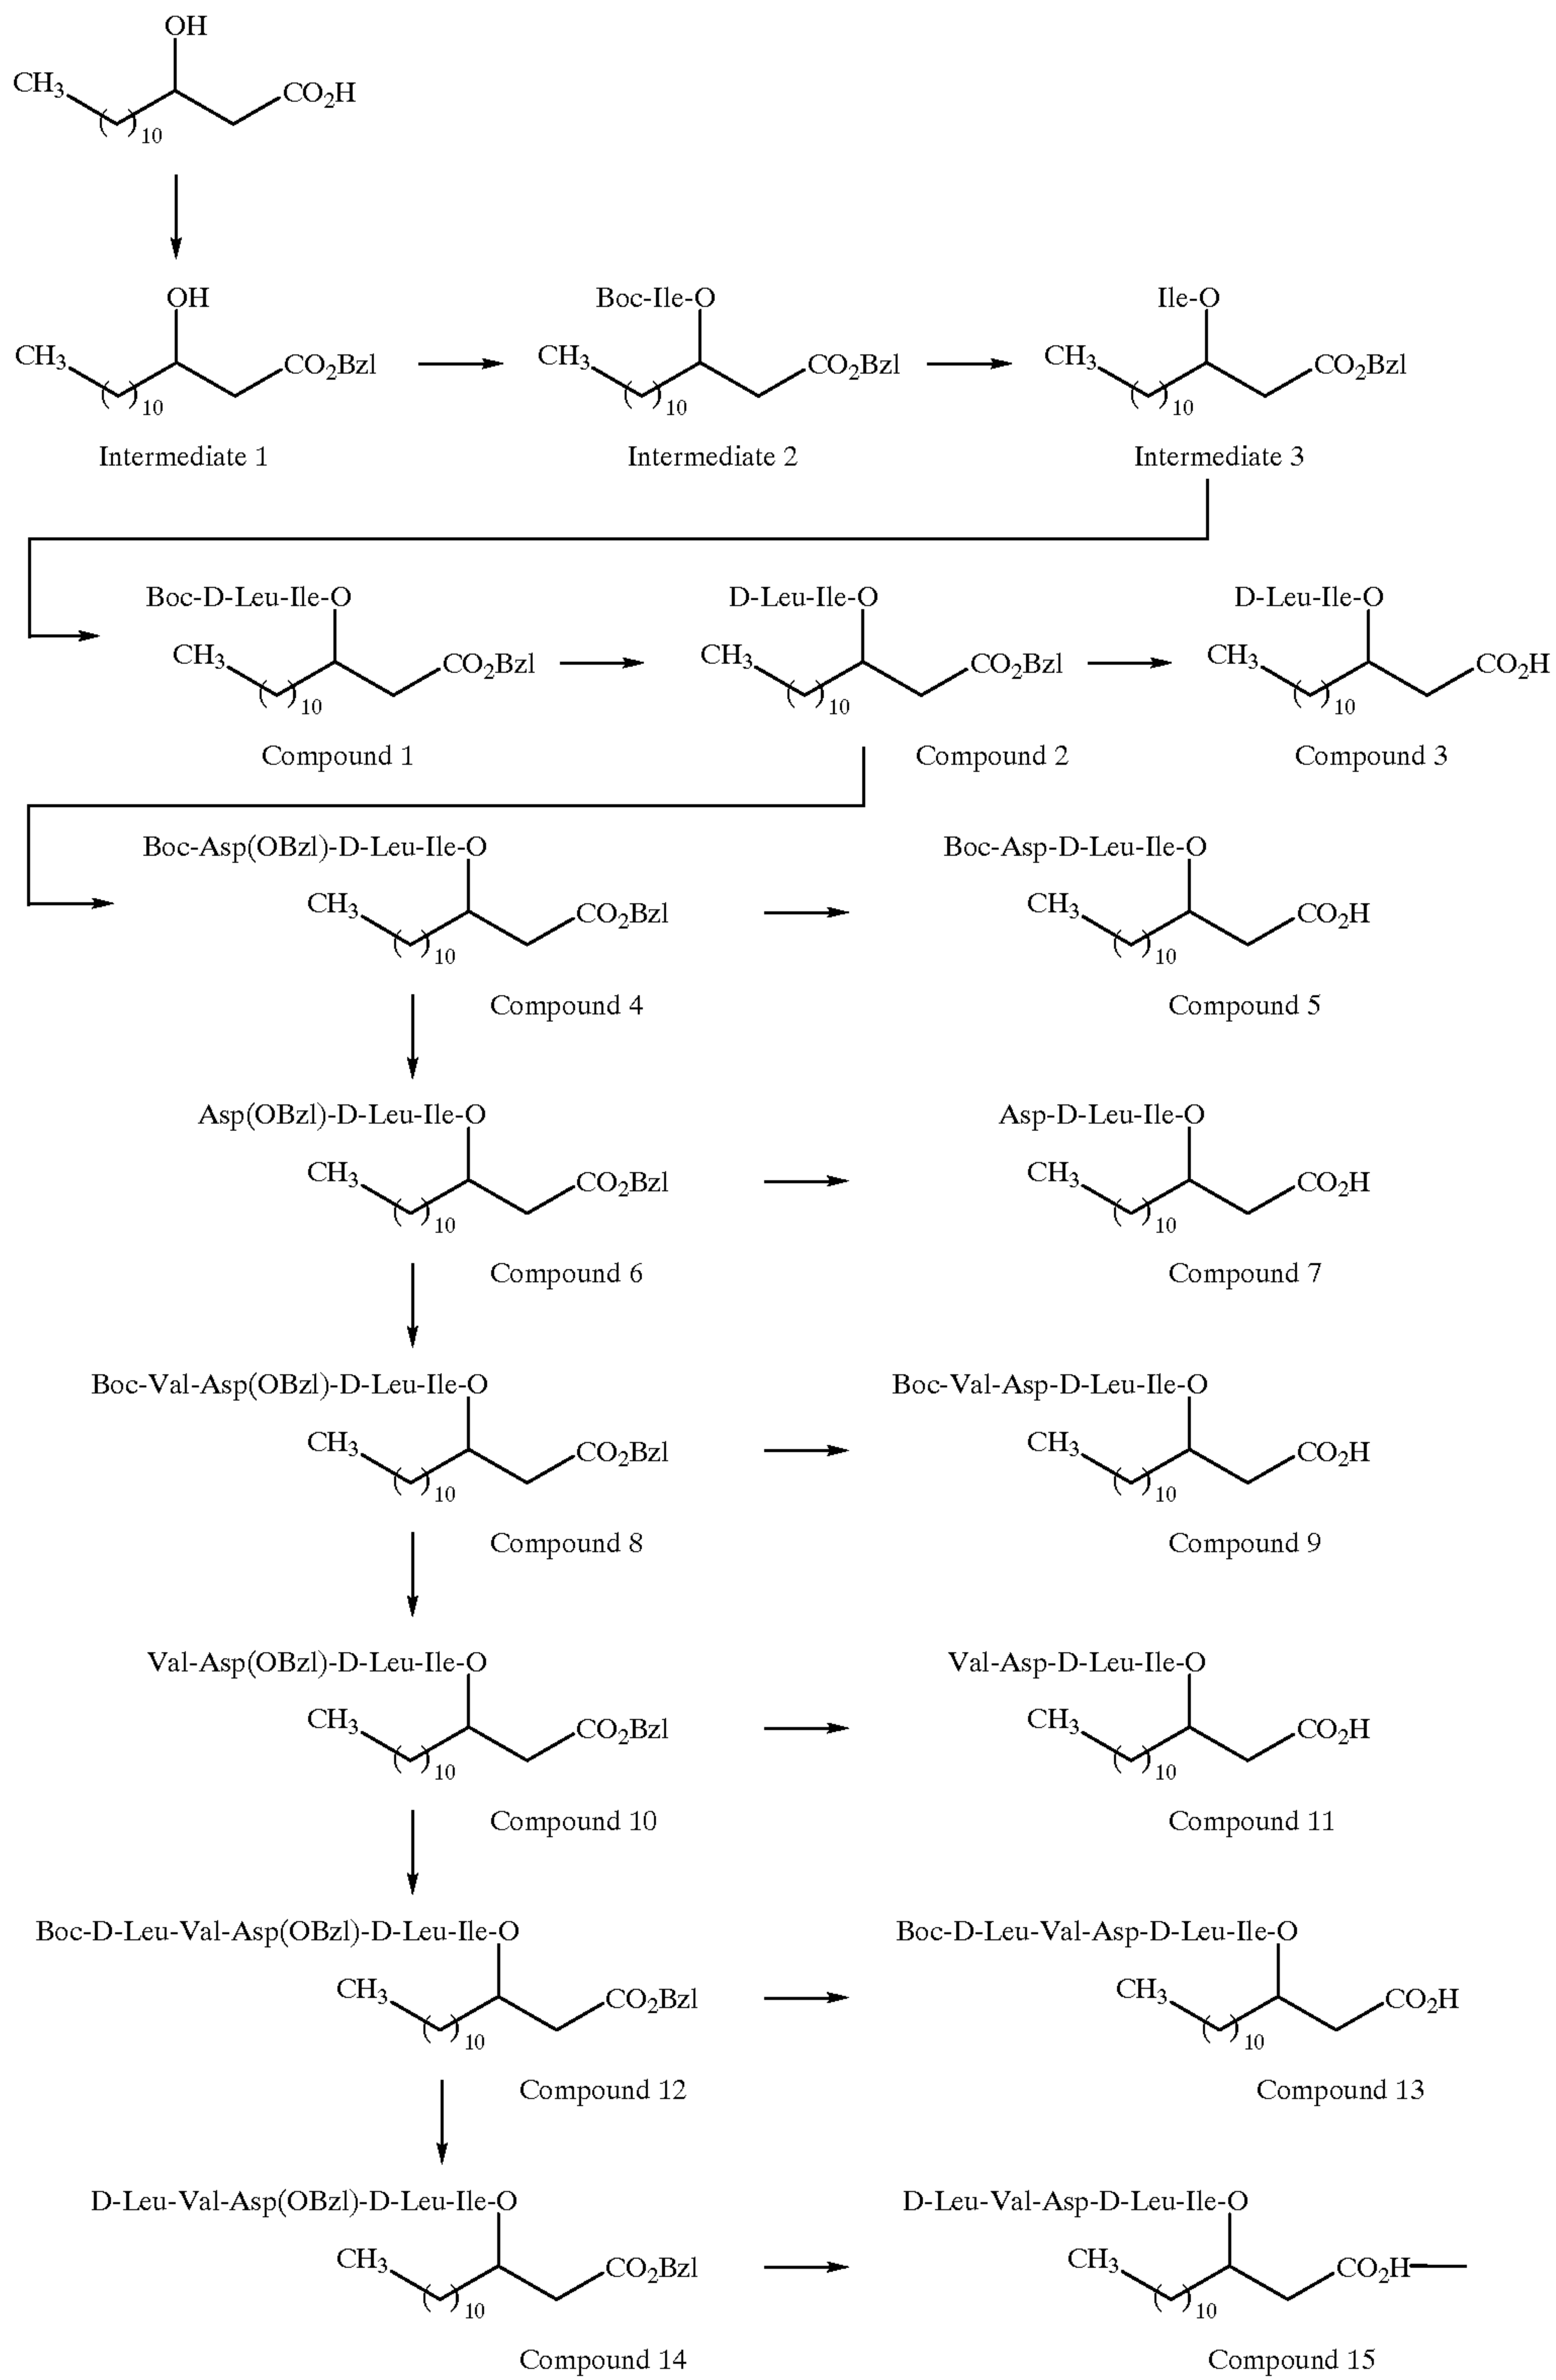 OH
CH3 ( )10 CO2H
OH Boc-Ile-O Ile-O
CH3 ( )10 CO2Bzl CH3 ( )10 CO2Bzl CH3 ( )10 CO2Bzl
Intermediate 1 Intermediate 2 Intermediate 3
Boc-D-Leu-Ile-O D-Leu-Ile-O D-Leu-Ile-O
CH3 ( )10 CO2Bzl CH3 ( )10 CO2Bzl CH3 ( )10 CO2H
Compound 1 Compound 2 Compound 3
Boc-Asp(OBzl)-D-Leu-Ile-O Boc-Asp-D-Leu-Ile-O
CH3 ( )10 CO2Bzl CH3 ( )10 CO2H
Compound 4 Compound 5
Asp(OBzl)-D-Leu-Ile-O Asp-D-Leu-Ile-O
CH3 ( )10 CO2Bzl CH3 ( )10 CO2H
Compound 6 Compound 7
Boc-Val-Asp(OBzl)-D-Leu-Ile-O Boc-Val-Asp-D-Leu-Ile-O
CH3 ( )10 CO2Bzl CH3 ( )10 CO2H
Compound 8 Compound 9
Val-Asp(OBzl)-D-Leu-Ile-O Val-Asp-D-Leu-Ile-O
CH3 ( )10 CO2Bzl CH3 ( )10 CO2H
Compound 10 Compound 11
Boc-D-Leu-Val-Asp(OBzl)-D-Leu-Ile-O Boc-D-Leu-Val-Asp-D-Leu-Ile-O
CH3 ( )10 CO2Bzl CH3 ( )10 CO2H
Compound 12 Compound 13
D-Leu-Val-Asp(OBzl)-D-Leu-Ile-O D-Leu-Val-Asp-D-Leu-Ile-O
CH3 ( )10 CO2Bzl CH3 ( )10 CO2H
Compound 14 Compound 15